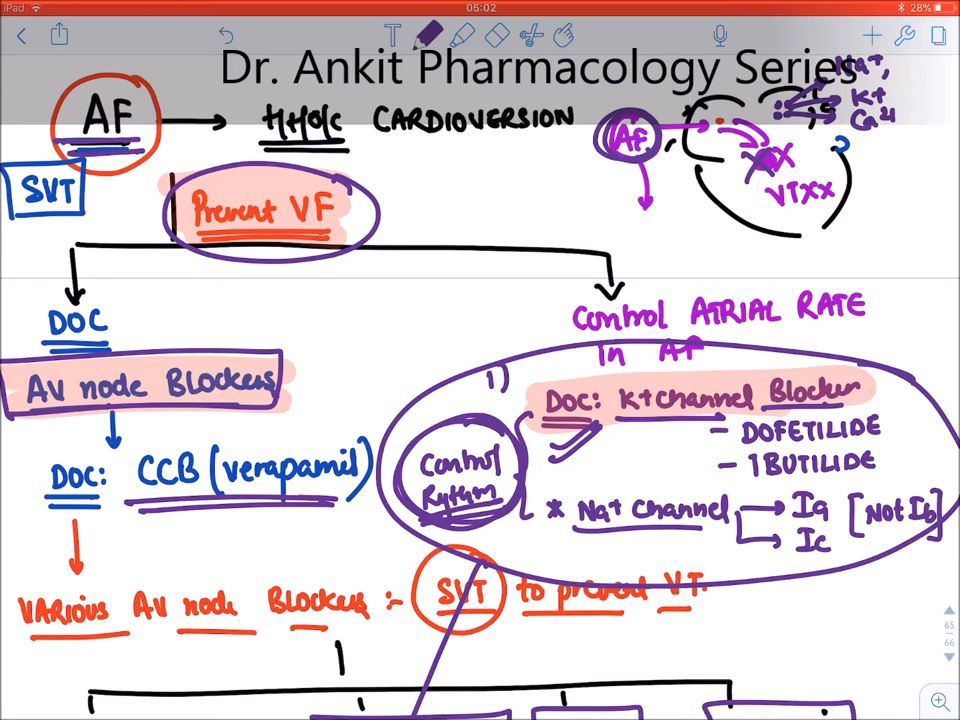 iPad
05:02
28%
Dr. Ankit Pharmacology Series
AF → CARDIOVERSION
SVT
Prevent VF
AF
Na+,
K+
Ca2+
VTXX
DOC
AV node BLockers
DOC: CCB (verapamil)
Control ATRIAL RATE
in AF
1)
Control
Rythm
DOC: K+channel Blocker
- DOFETILIDE
- IBUTILIDE
* Na+ Channel → Ia [Not Ib]
→ Ic
VARIOUS AV node BLockers :- SVT to prevent VT.
65
66